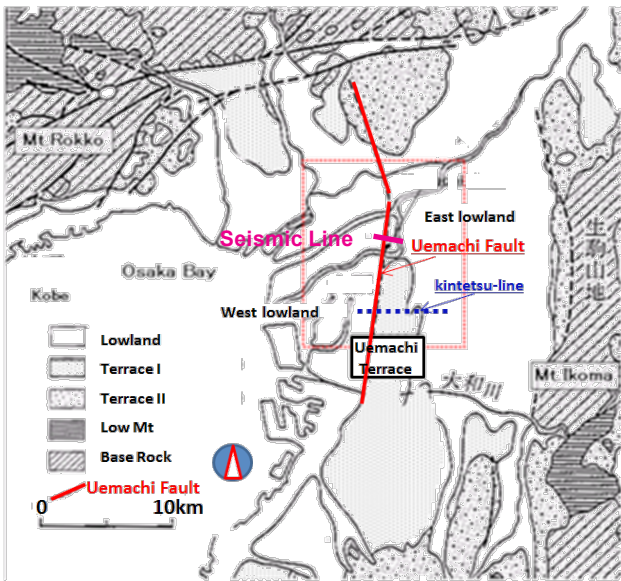 Mt Rokko
East lowland
Seismic Line
Uemachi Fault
Osaka Bay
生駒山地
kintetsu-line
Kobe
West lowland
Lowland
Uemachi
Terrace
Terrace I
大和川
Mt Ikoma
Terrace II
Low Mt
Base Rock
Uemachi Fault
0
10km